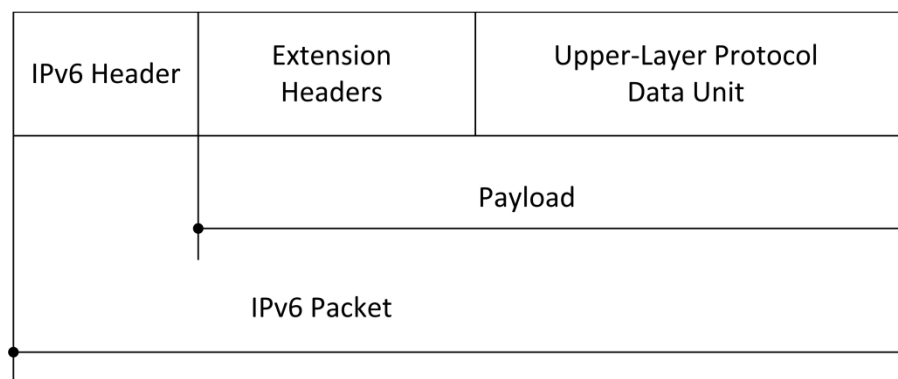 IPv6 Header
Extension
Headers
Upper-Layer Protocol
Data Unit
Payload
IPv6 Packet